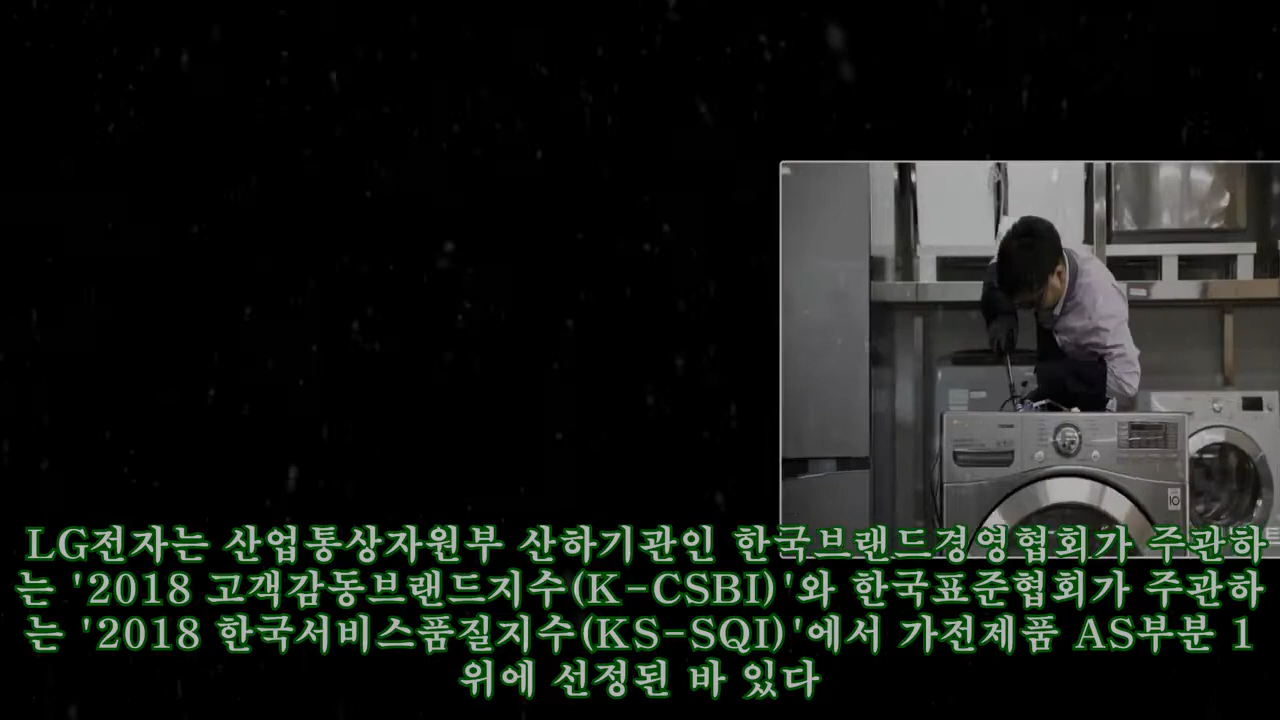 LG전자는 산업통상자원부 산하기관인 한국브랜드경영협회가 주관하
는 '2018 고객감동브랜드지수(K-CSBI)'와 한국표준협회가 주관하
는 '2018 한국서비스품질지수(KS-SQI)'에서 가전제품 AS부분 1
위에 선정된 바 있다
10